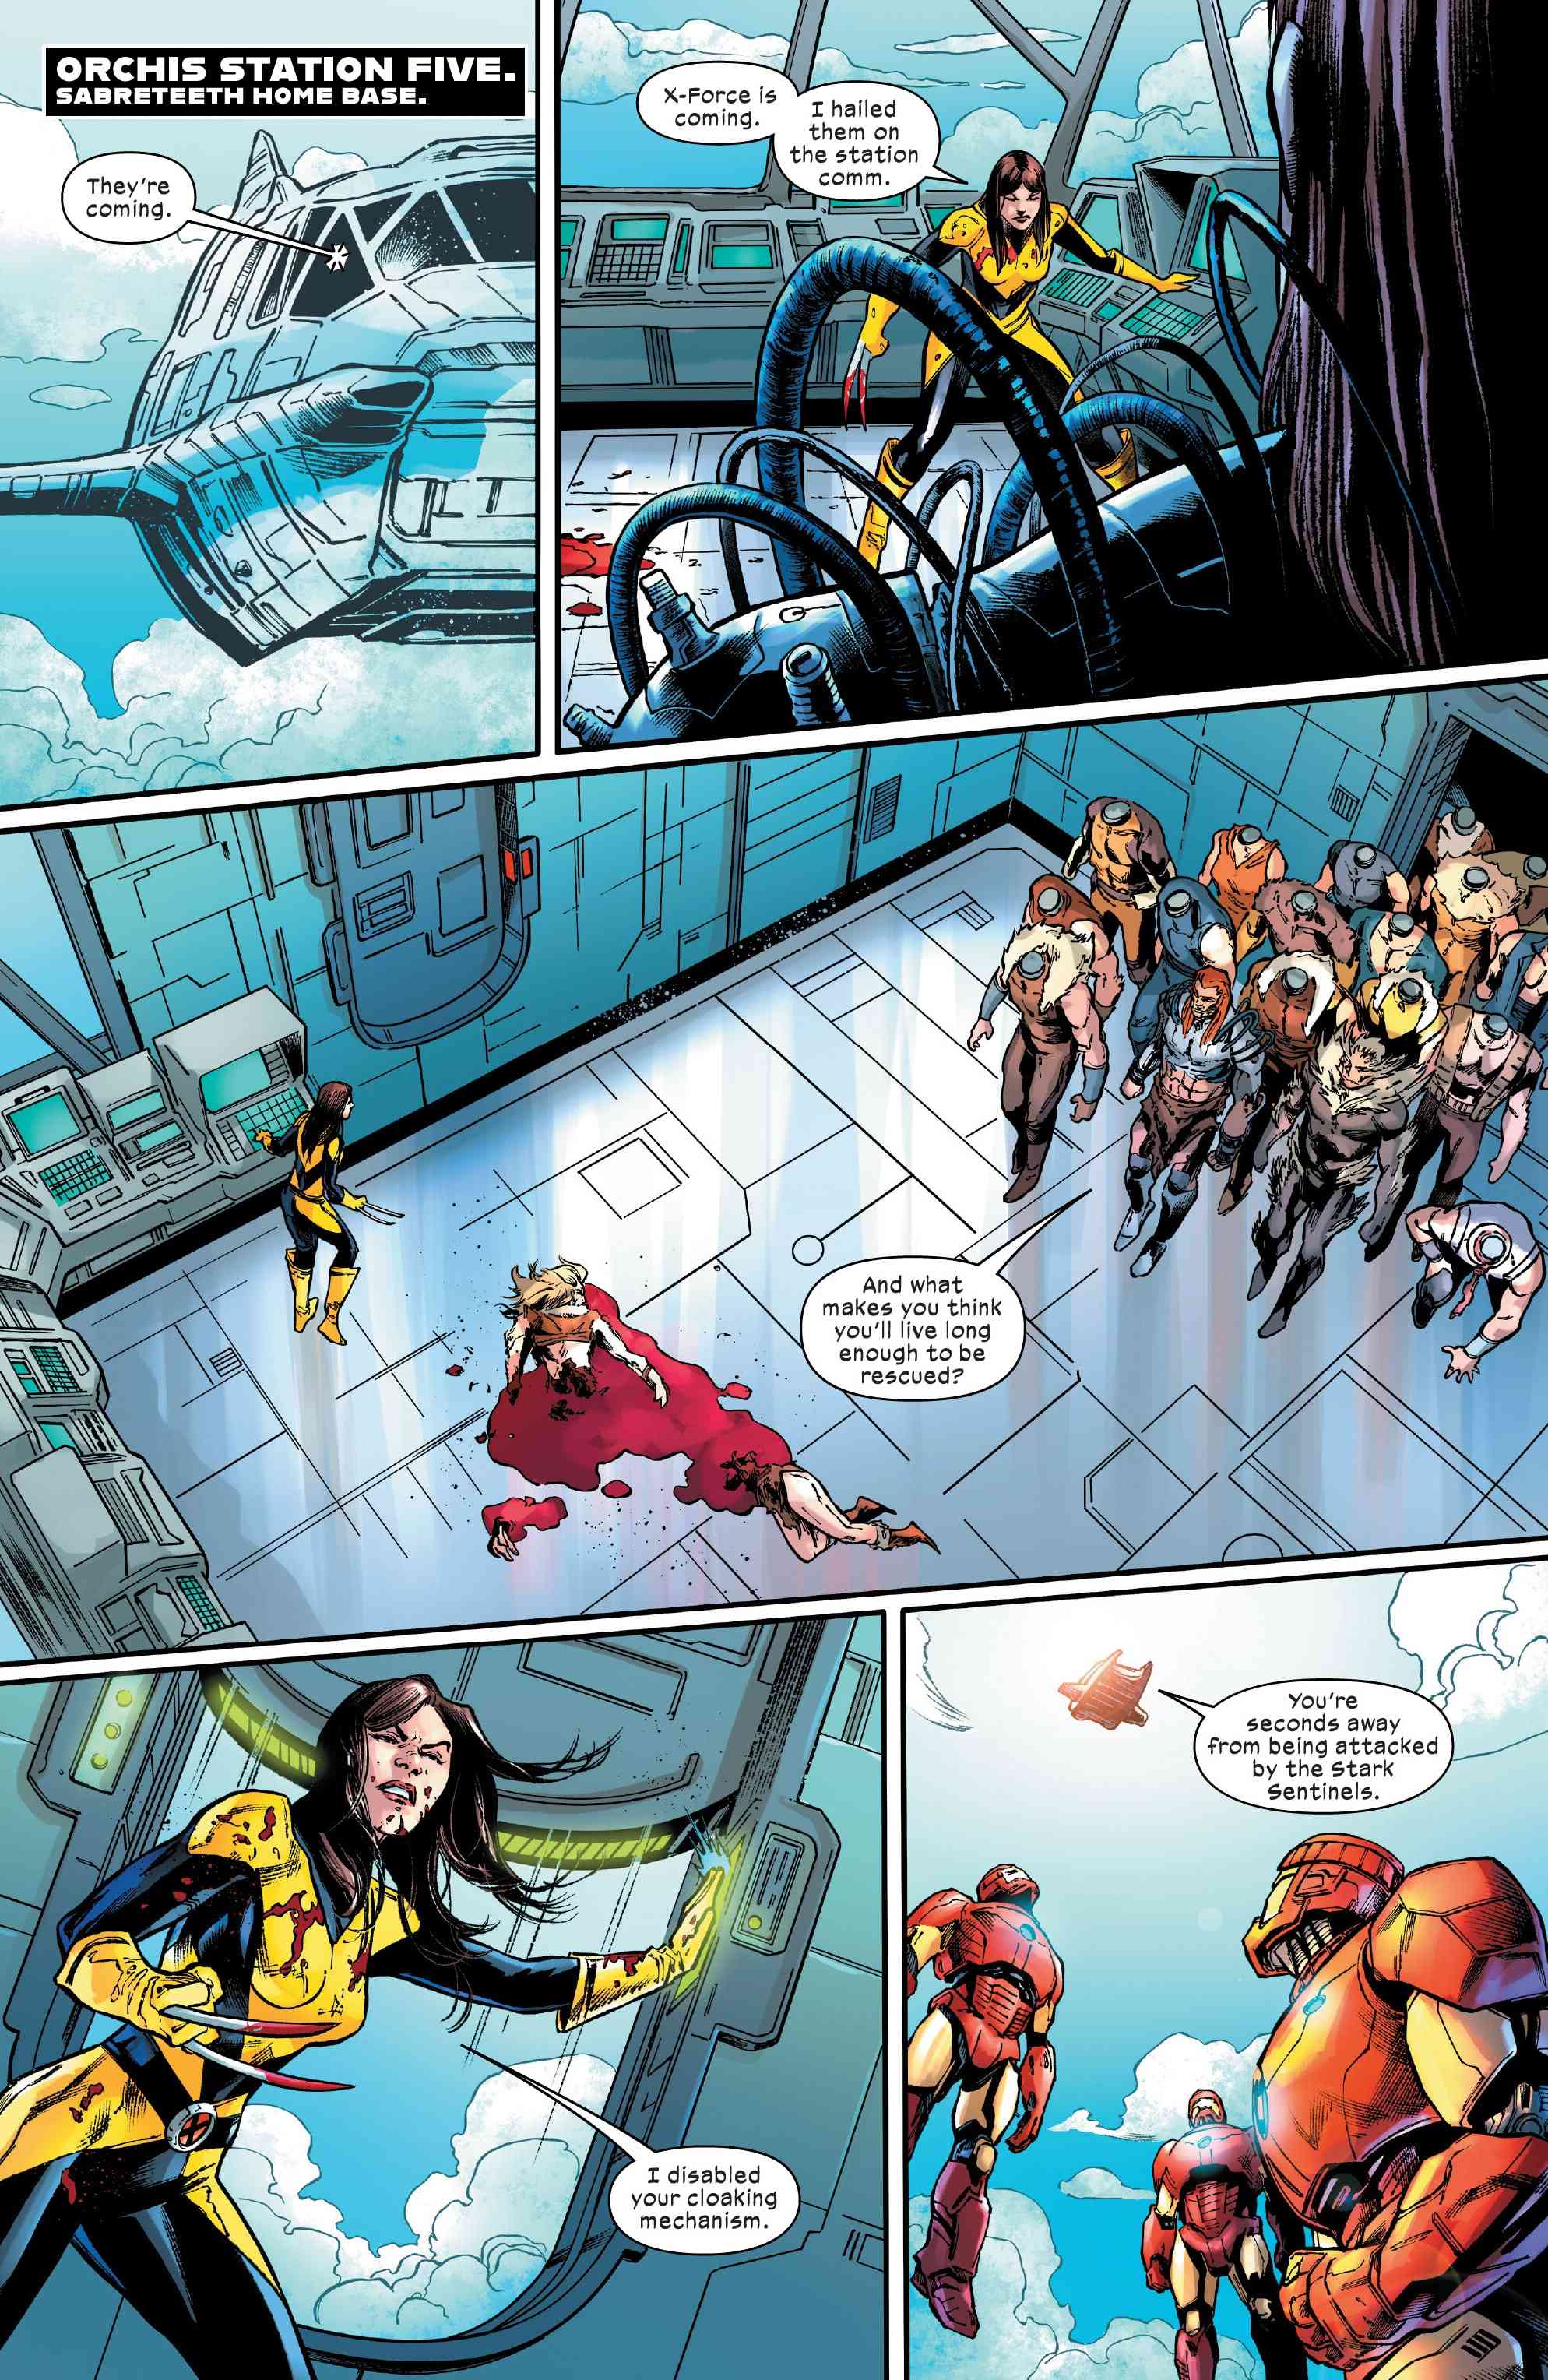 ORCHIS STATION FIVE.
SABRETEETH HOME BASE.
They're
coming.
X-Force is
coming.
I hailed
them on
the station
comm.
And what
makes you think
you'll live long
enough to be
rescued?
I disabled
your cloaking
mechanism.
You're
seconds away
from being attacked
by the Stark
Sentinels.